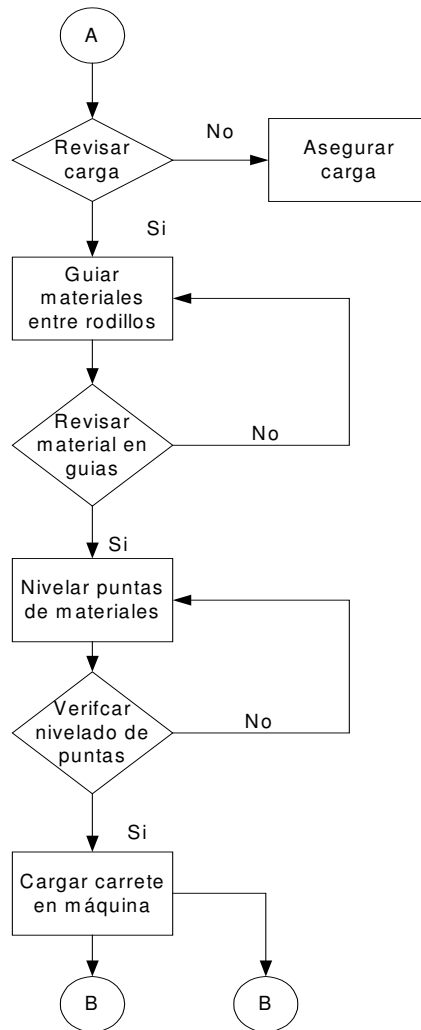 A
Revisar
carga
No
Asegurar
carga
Si
Guiar
materiales
entre rodillos
Revisar
material en
guias
No
Si
Nivelar puntas
de materiales
Verifcar
nivelado de
puntas
No
Si
Cargar carrete
en máquina
B
B